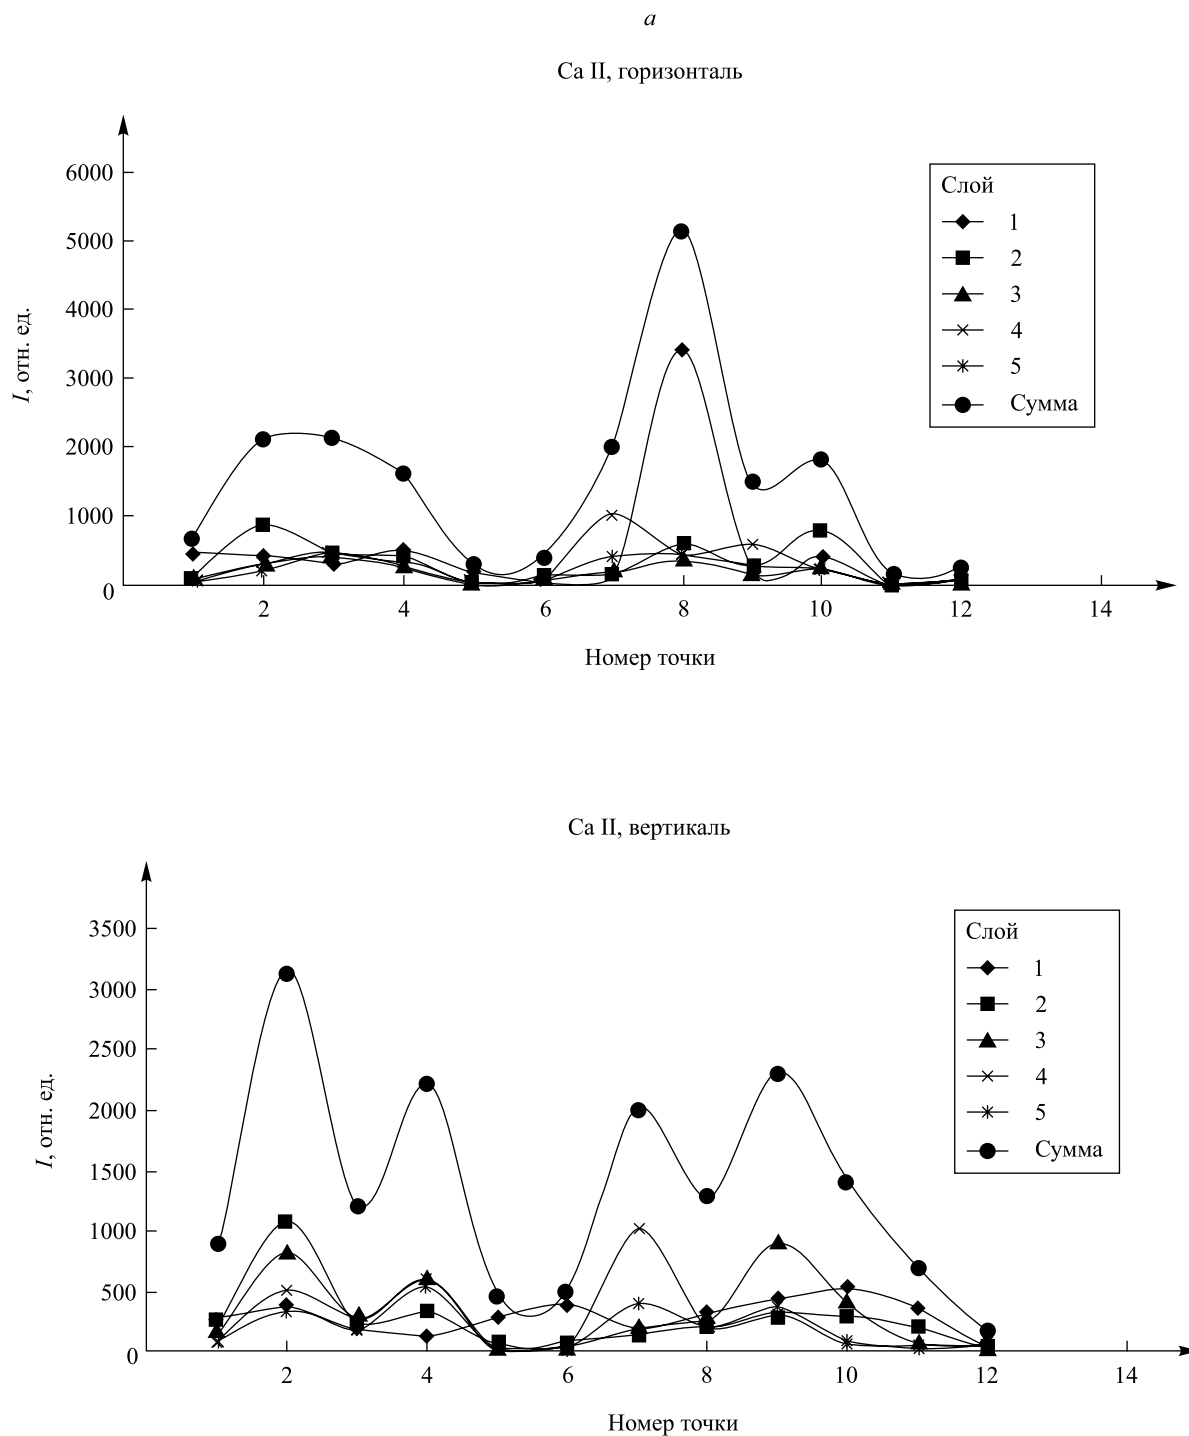 а
Ca II, горизонталь
I, отн. ед.
6000
5000
4000
3000
2000
1000
0
2 4 6 8 10 12 14
Номер точки
Слой
1
2
3
4
5
Сумма
Ca II, вертикаль
I, отн. ед.
3500
3000
2500
2000
1500
1000
500
0
2 4 6 8 10 12 14
Номер точки
Слой
1
2
3
4
5
Сумма